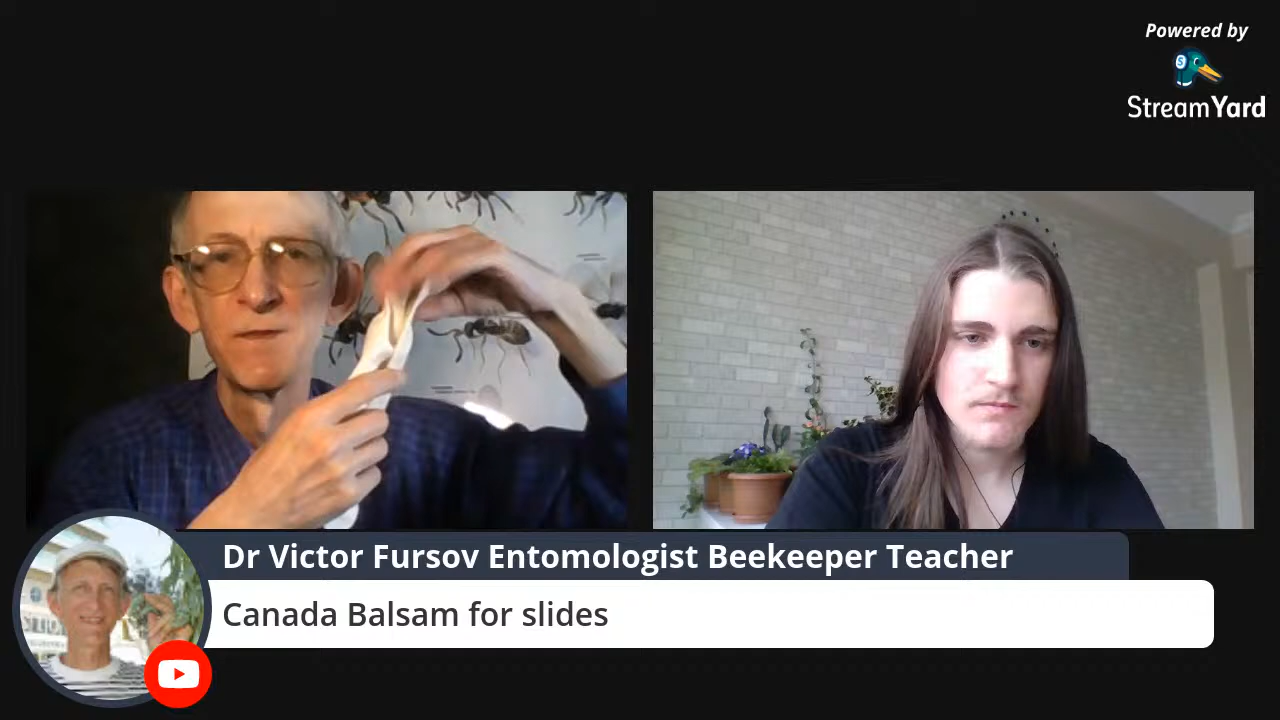 Powered by
StreamYard
Dr Victor Fursov Entomologist Beekeeper Teacher
Canada Balsam for slides